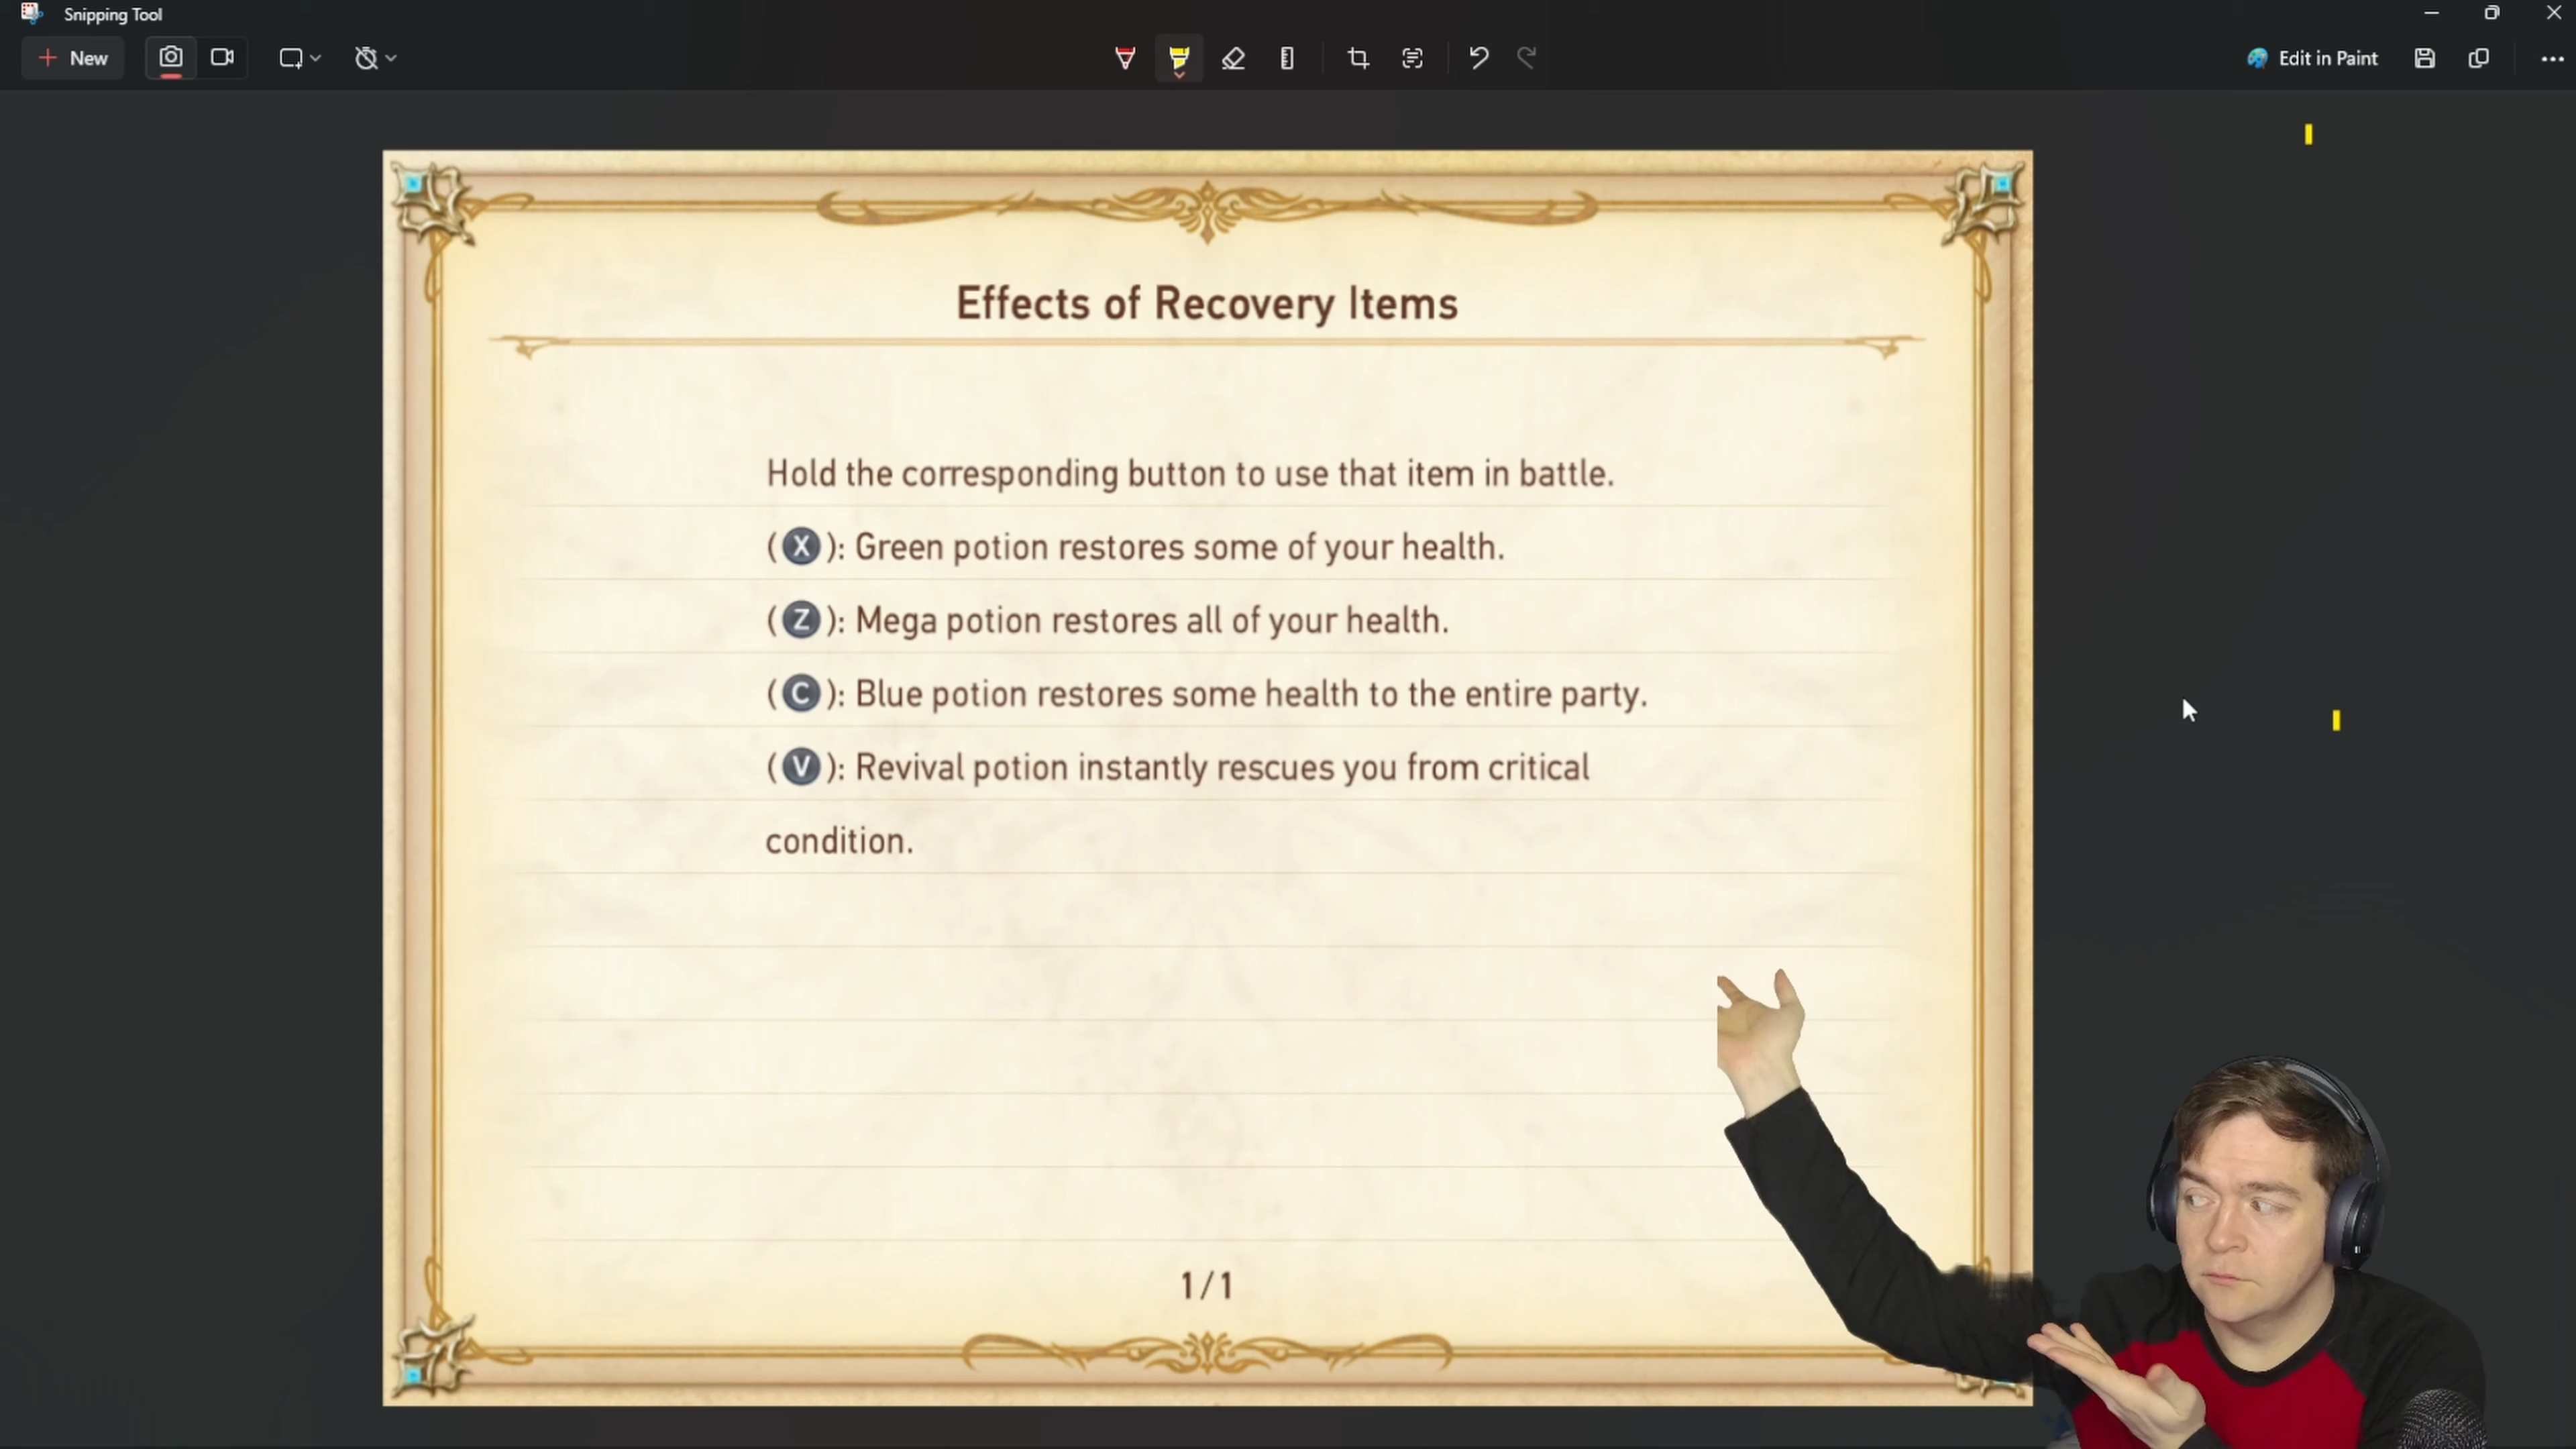 Snipping Tool
New
Edit in Paint
Effects of Recovery Items
Hold the corresponding button to use that item in battle.
(X): Green potion restores some of your health.
(Z): Mega potion restores all of your health.
(C): Blue potion restores some health to the entire party.
(V): Revival potion instantly rescues you from critical
condition.
1/1